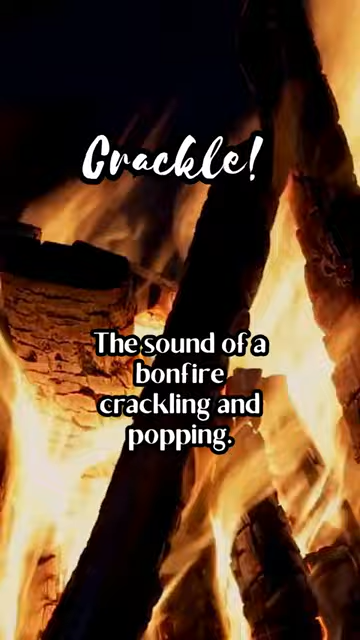 Crackle!
The sound of a
bonfire
crackling and
popping.